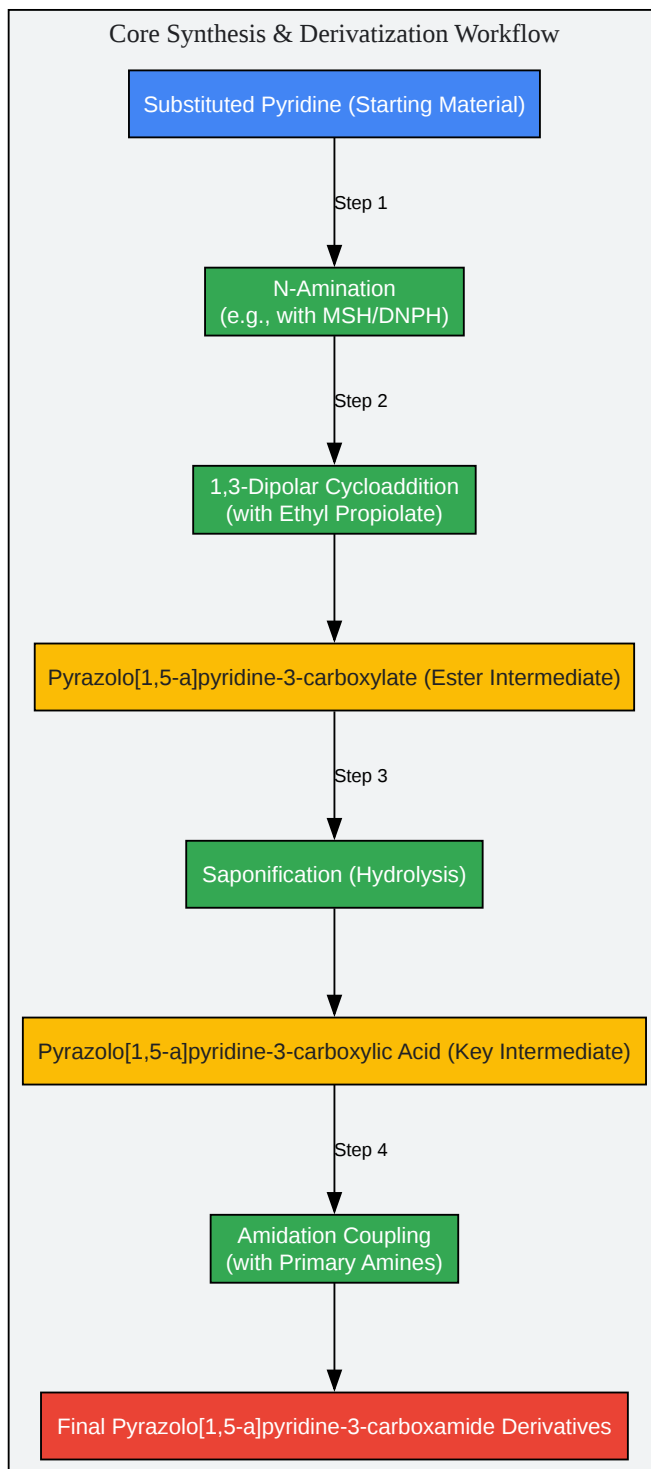 Core Synthesis & Derivatization Workflow
Substituted Pyridine (Starting Material)
Step 1
N-Amination
(e.g., with MSH/DNPH)
Step 2
1,3-Dipolar Cycloaddition
(with Ethyl Propiolate)
Pyrazolo[1,5-a]pyridine-3-carboxylate (Ester Intermediate)
Step 3
Saponification (Hydrolysis)
Pyrazolo[1,5-a]pyridine-3-carboxylic Acid (Key Intermediate)
Step 4
Amidation Coupling
(with Primary Amines)
Final Pyrazolo[1,5-a]pyridine-3-carboxamide Derivatives